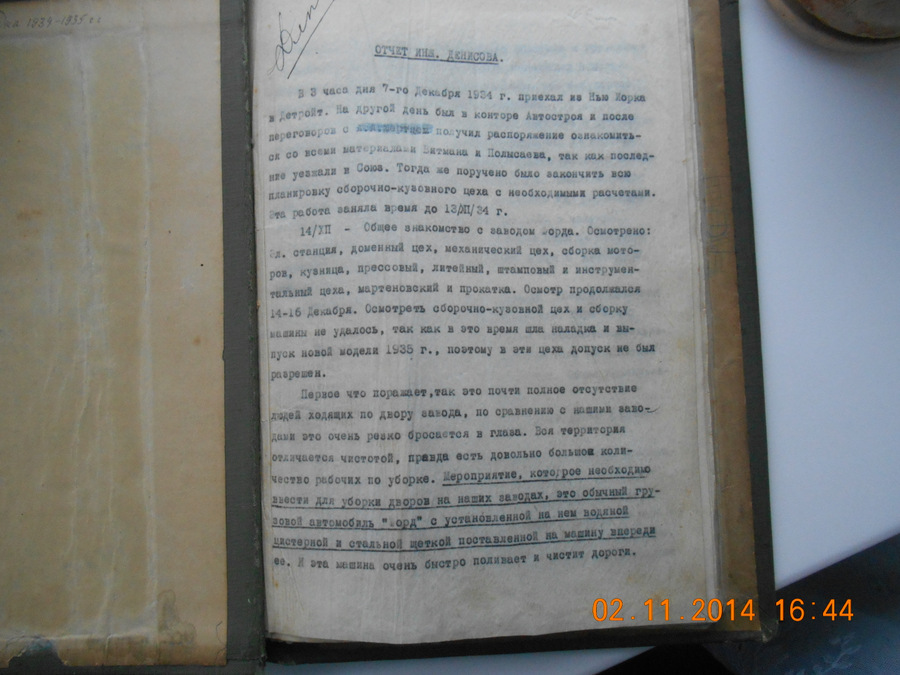 1934-1935 гг
ОТЧЕТ ИНЖ. ДЕНИСОВА.
В 3 часа дня 7-го Декабря 1934 г. приехал из Нью Йорка
в Детройт. На другой день был в конторе Автостроя и после
переговоров с получил распоряжение ознакомить-
ся со всеми материалами Витмана и Полысаева, так как послед-
ние уезжали в Союз. Тогда же поручено было закончить всю
планировку сборочно-кузовного цеха с необходимыми расчетами.
Эта работа заняла время до 13/XП/34 г.
14/XП - Общее знакомство с заводом Форда. Осмотрено:
Эл. станция, доменный цех, механический цех, сборка мото-
ров, кузница, прессовый, литейный, штамповый и инструмен-
тальный цеха, мартеновский и прокатка. Осмотр продолжался
14-16 Декабря. Осмотреть сборочно-кузовной цех и сборку
машины не удалось, так как в это время шла наладка и вы-
пуск новой модели 1935 г., поэтому в эти цеха допуск не был
разрешен.
Первое что поражает, так это почти полное отсутствие
людей ходящих по двору завода, по сравнению с нашими заво-
дами это очень резко бросается в глаза. Вся территория
отличается чистотой, правда есть довольно большое коли-
чество рабочих по уборке. Мероприятие, которое необходимо
ввести для уборки дворов на наших заводах, это обычный гру-
зовой автомобиль "Форд" с установленной на нем водяной
цистерной и стальной щеткой поставленной на машину впереди
ее. И эта машина очень быстро поливает и чистит дороги.
02.11.2014 16:44